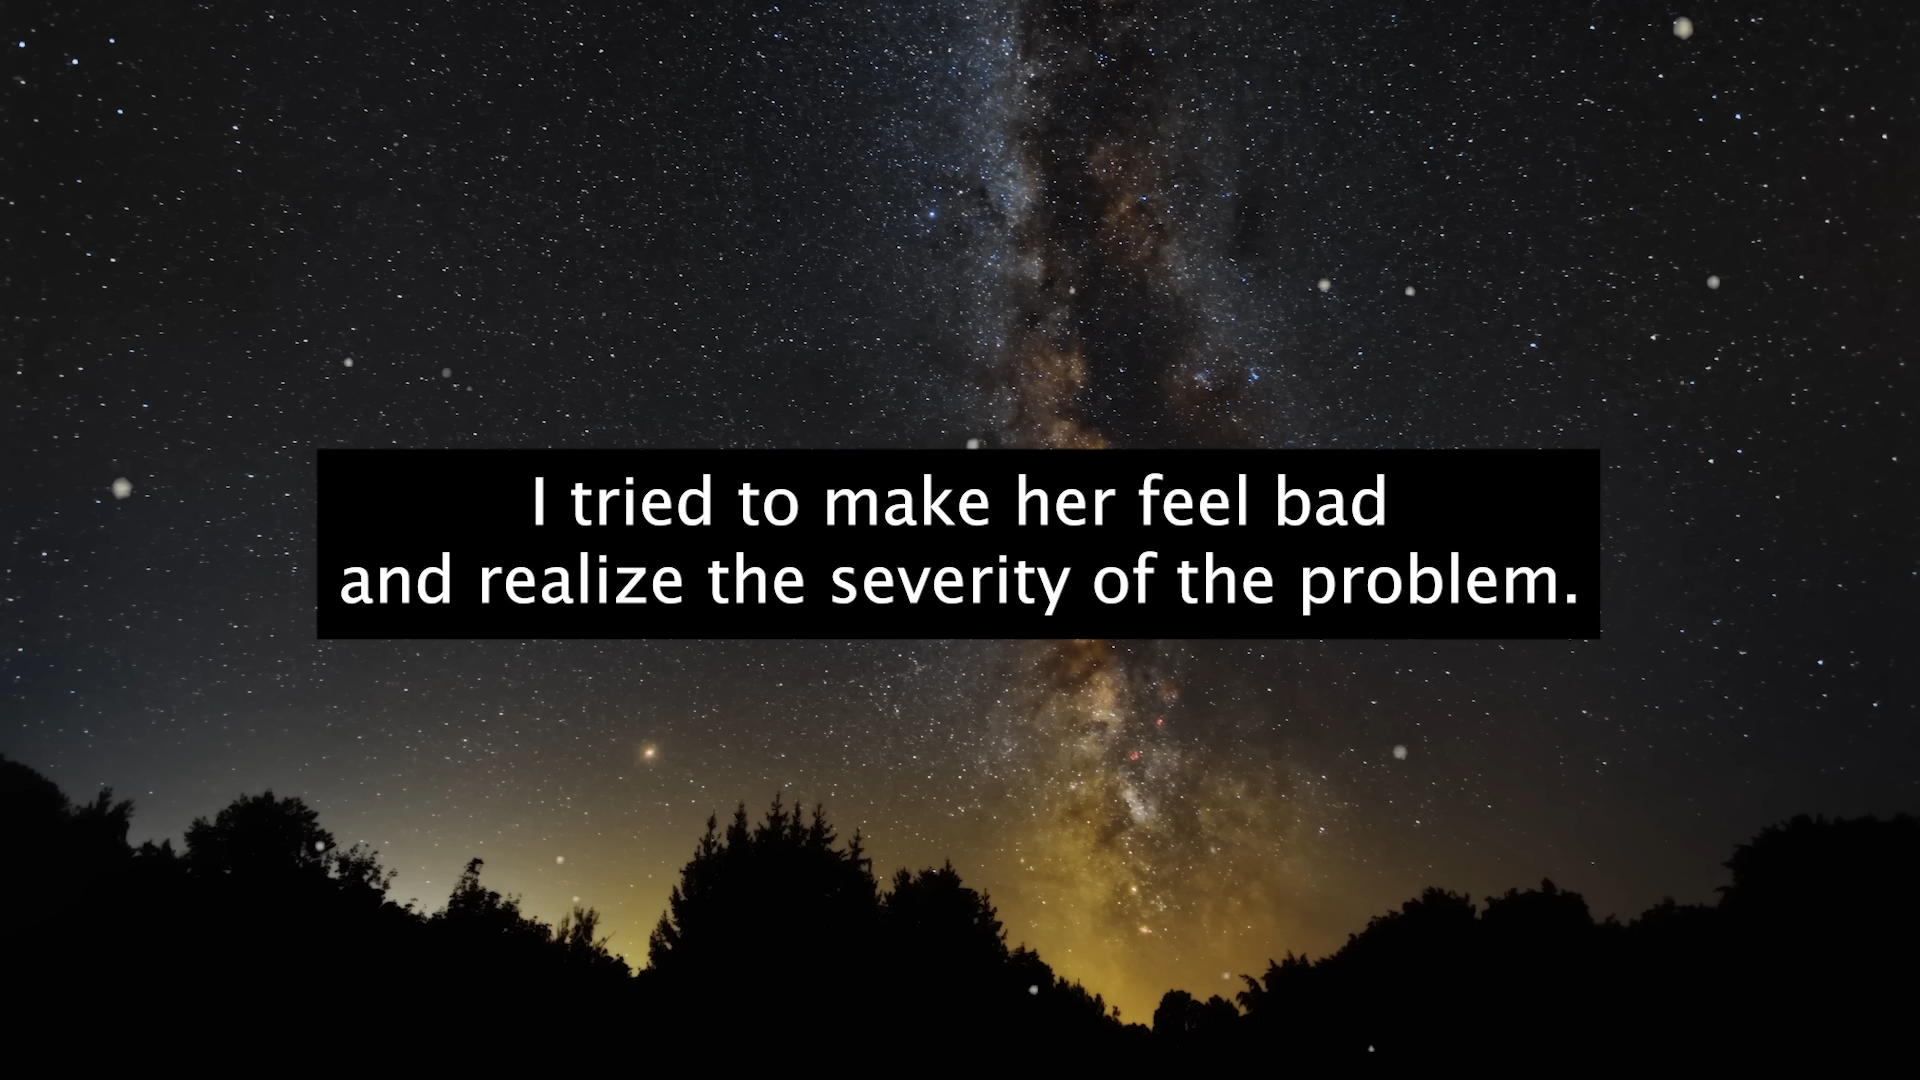 I tried to make her feel bad
and realize the severity of the problem.